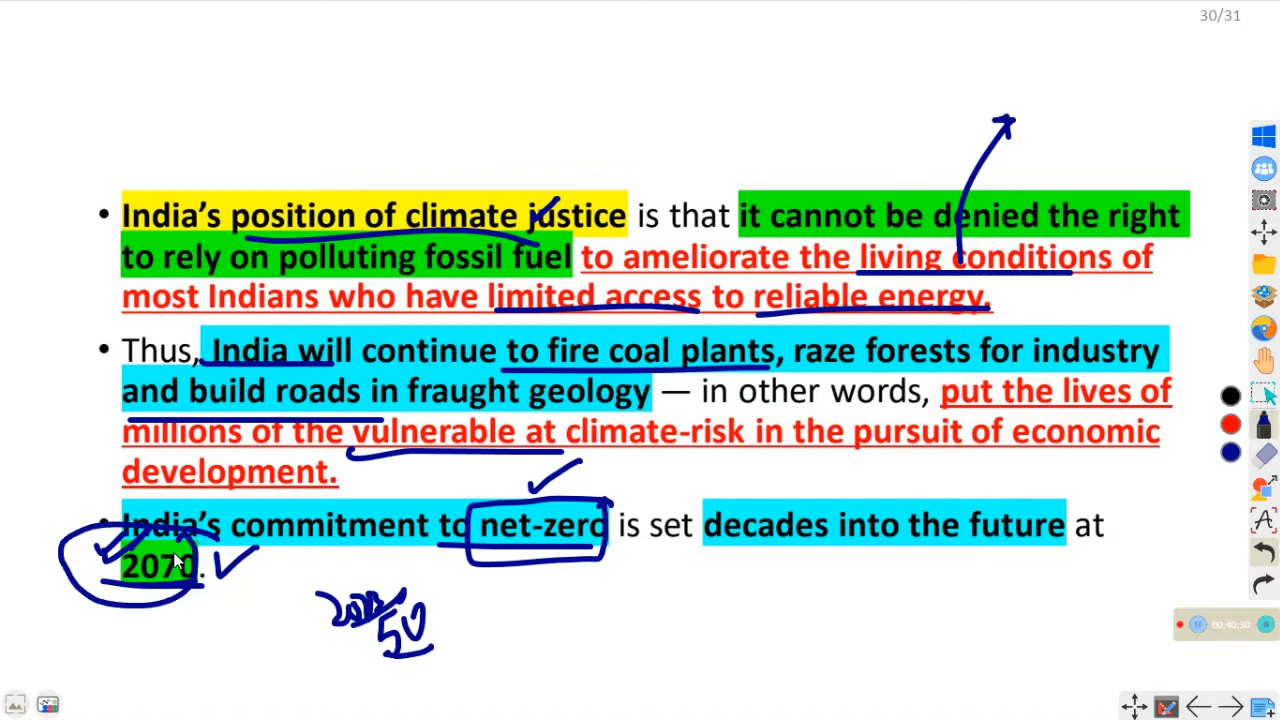 30/31
• India’s position of climate justice is that it cannot be denied the right
to rely on polluting fossil fuel to ameliorate the living conditions of
most Indians who have limited access to reliable energy.
• Thus, India will continue to fire coal plants, raze forests for industry
and build roads in fraught geology — in other words, put the lives of
millions of the vulnerable at climate-risk in the pursuit of economic
development.
• India’s commitment to net-zero is set decades into the future at
2070.
50
00:40:30